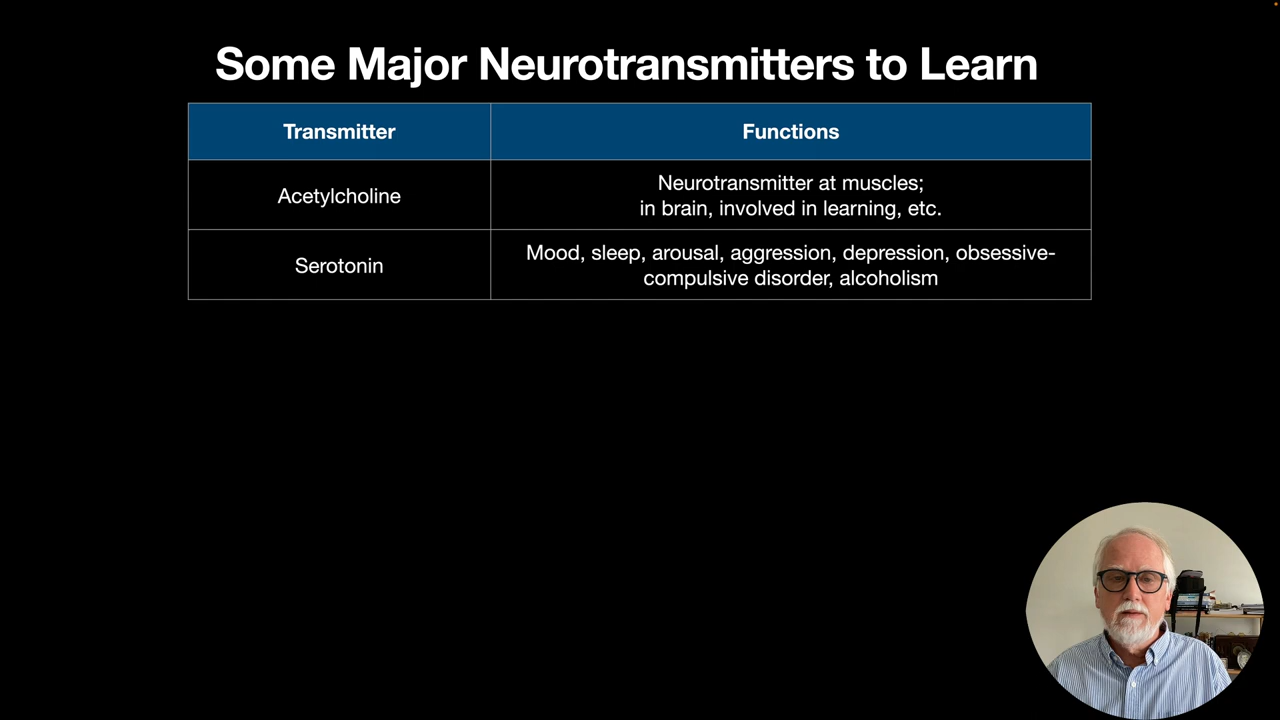 Some Major Neurotransmitters to Learn
Transmitter
Functions
Acetylcholine
Neurotransmitter at muscles;
in brain, involved in learning, etc.
Serotonin
Mood, sleep, arousal, aggression, depression, obsessive-
compulsive disorder, alcoholism